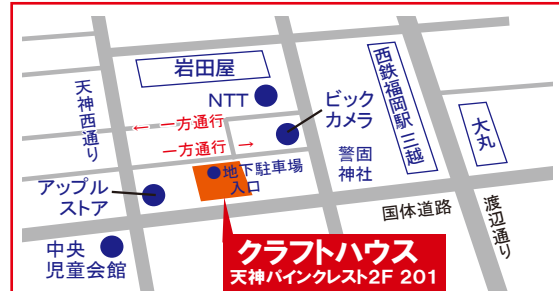 岩田屋
NTT
天神西通り
← 一方通行
一方通行 →
ビック
カメラ
西鉄福岡駅 三越
大丸
警固
神社
地下駐車場
入口
アップル
ストア
国体道路
渡辺通り
中央
児童会館
クラフトハウス
天神パインクレスト2F 201